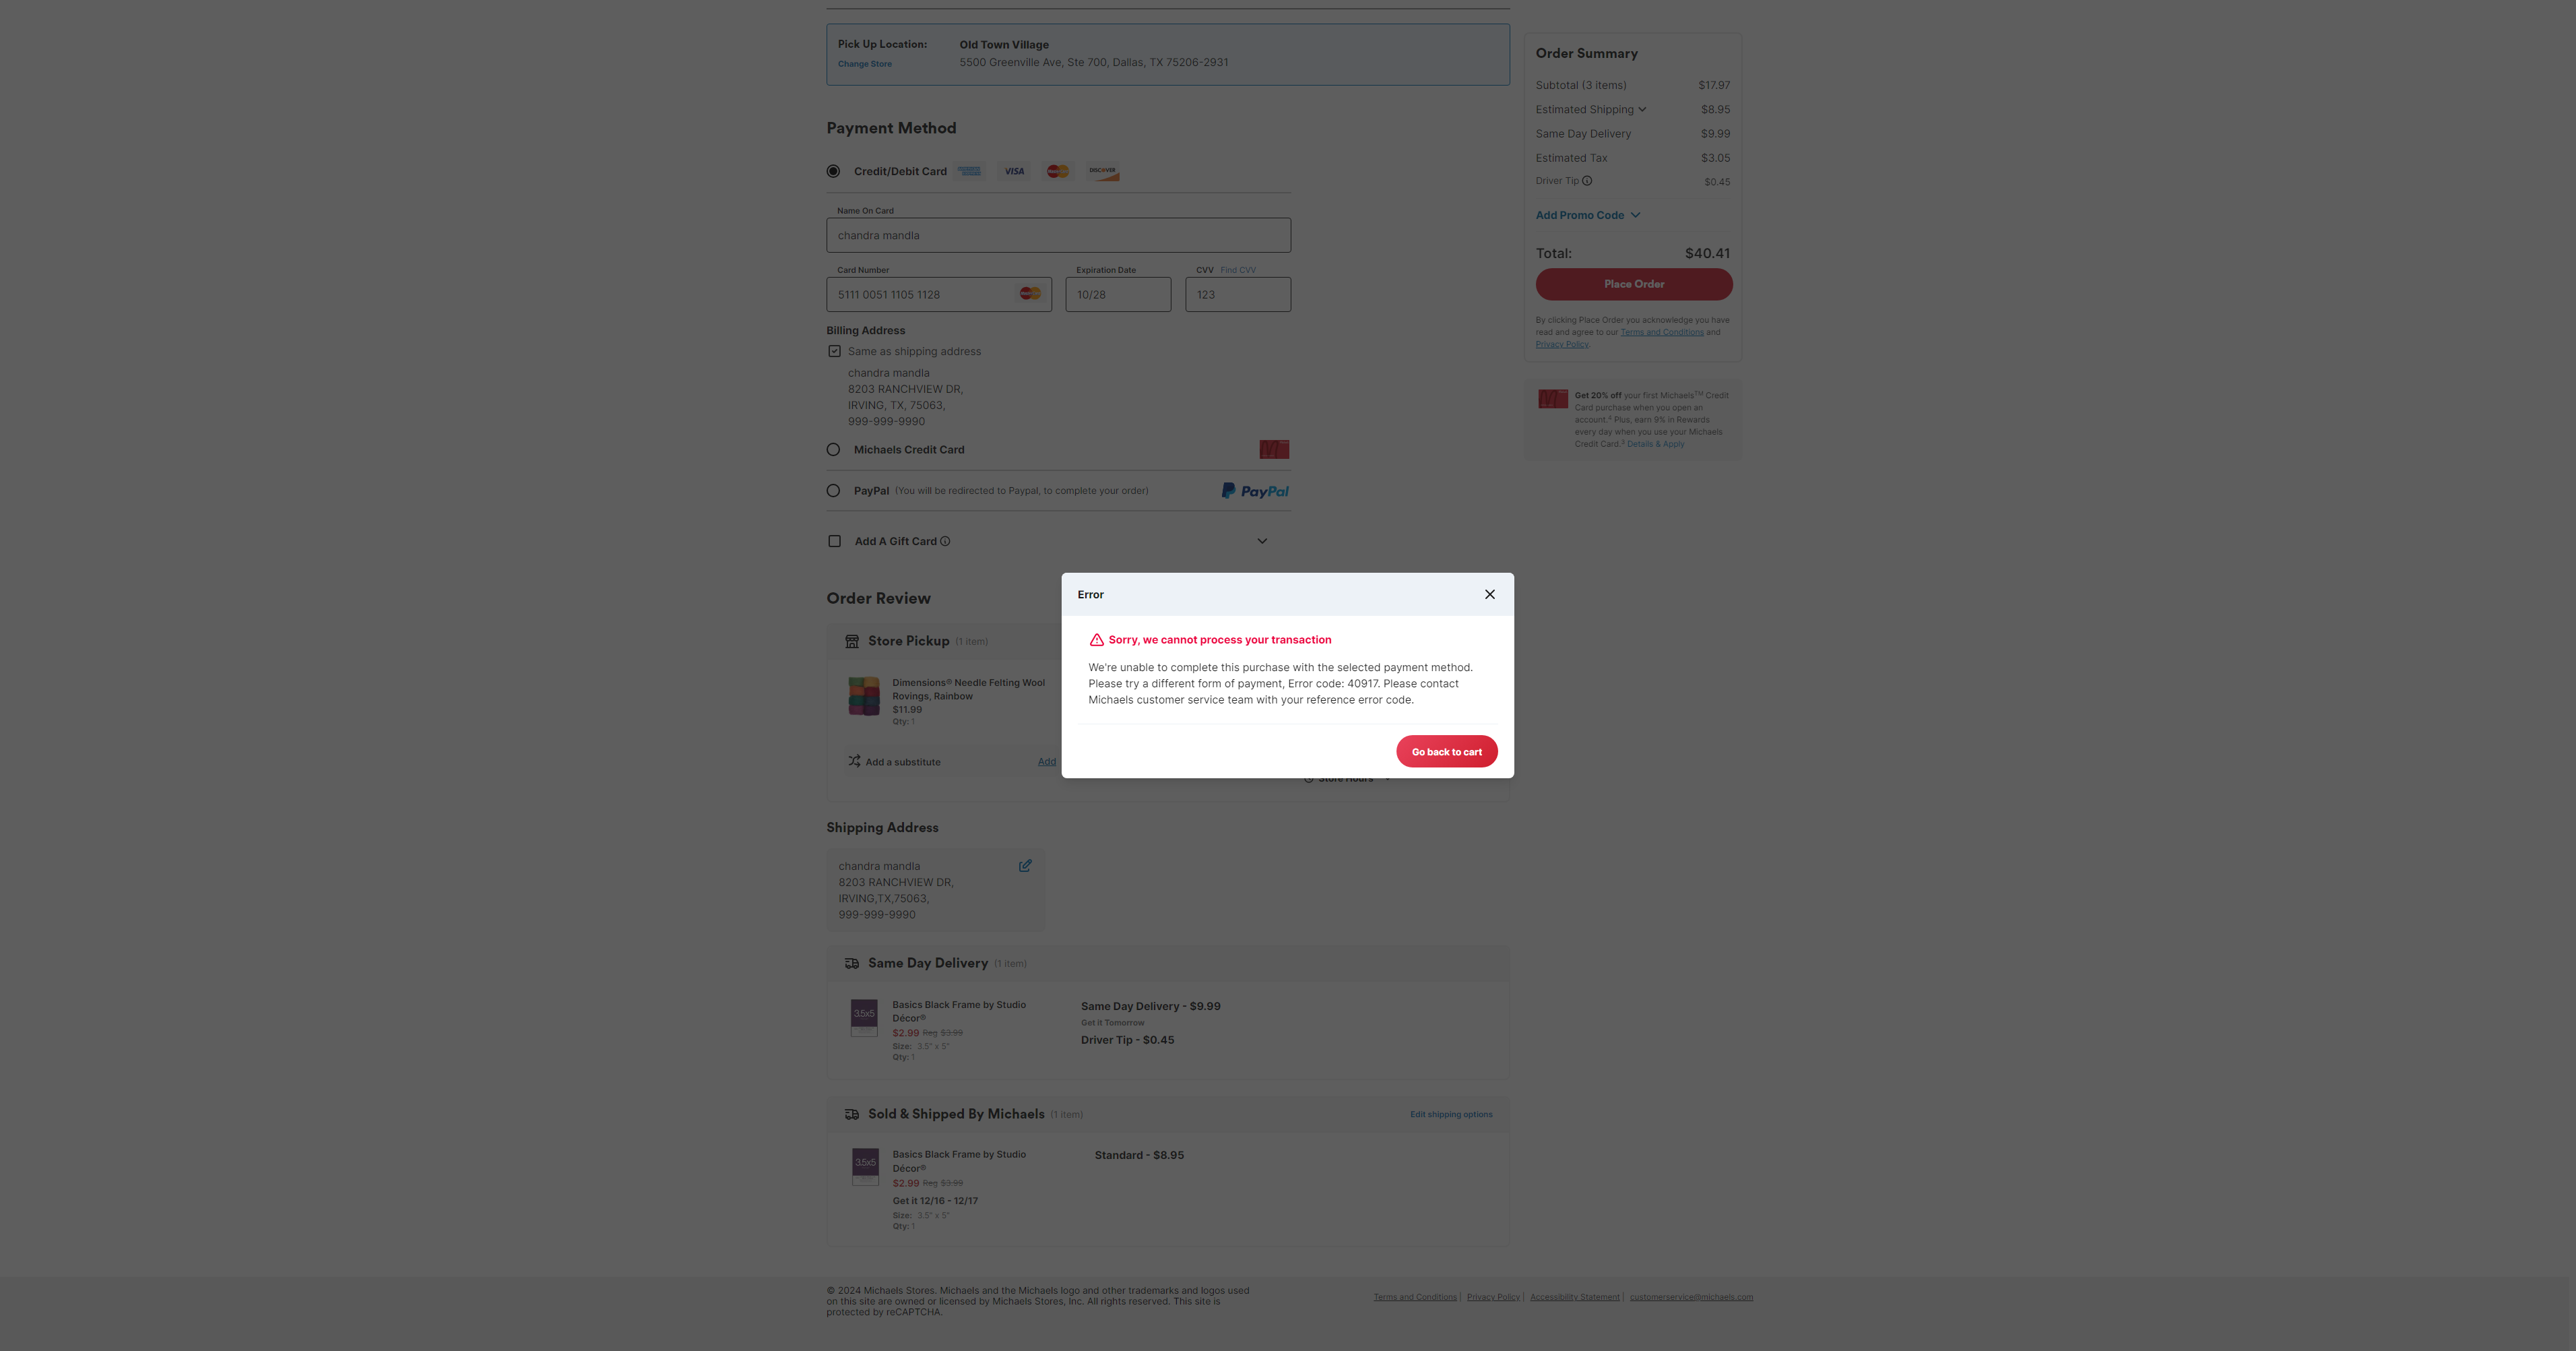 Pick Up Location:
Change Store
Old Town Village
5500 Greenville Ave, Ste 700, Dallas, TX 75206-2931
Payment Method
Credit/Debit Card
VISA
DISCOVER
Name On Card
chandra mandla
Card Number
Expiration Date
CVV Find CVV
5111 0051 1105 1128
10/28
123
Billing Address
Same as shipping address
chandra mandla
8203 RANCHVIEW DR,
IRVING, TX, 75063,
999-999-9990
Michaels Credit Card
PayPal (You will be redirected to Paypal, to complete your order)
PayPal
Add A Gift Card
Order Summary
Subtotal (3 items) $17.97
Estimated Shipping $8.95
Same Day Delivery $9.99
Estimated Tax $3.05
Driver Tip $0.45
Add Promo Code
Total: $40.41
Place Order
By clicking Place Order you acknowledge you have
read and agree to our Terms and Conditions and
Privacy Policy.
Get 20% off your first Michaels™ Credit
Card purchase when you open an
account.^ Plus, earn 9% in Rewards
every day when you use your Michaels
Credit Card.‡ Details & Apply
Error
Sorry, we cannot process your transaction
We're unable to complete this purchase with the selected payment method.
Please try a different form of payment, Error code: 40917. Please contact
Michaels customer service team with your reference error code.
Go back to cart
Order Review
Store Pickup (1 item)
Dimensions® Needle Felting Wool
Rovings, Rainbow
$11.99
Qty: 1
Add a substitute Add
Store Hours
Shipping Address
chandra mandla
8203 RANCHVIEW DR,
IRVING,TX,75063,
999-999-9990
Same Day Delivery (1 item)
3.5x5
Basics Black Frame by Studio
Décor®
$2.99 Reg $3.99
Size: 3.5" x 5"
Qty: 1
Same Day Delivery - $9.99
Get it Tomorrow
Driver Tip - $0.45
Sold & Shipped By Michaels (1 item)
Edit shipping options
3.5x5
Basics Black Frame by Studio
Décor®
$2.99 Reg $3.99
Get it 12/16 - 12/17
Size: 3.5" x 5"
Qty: 1
Standard - $8.95
© 2024 Michaels Stores. Michaels and the Michaels logo and other trademarks and logos used
on this site are owned or licensed by Michaels Stores, Inc. All rights reserved. This site is
protected by reCAPTCHA.
Terms and Conditions | Privacy Policy | Accessibility Statement | customerservice@michaels.com